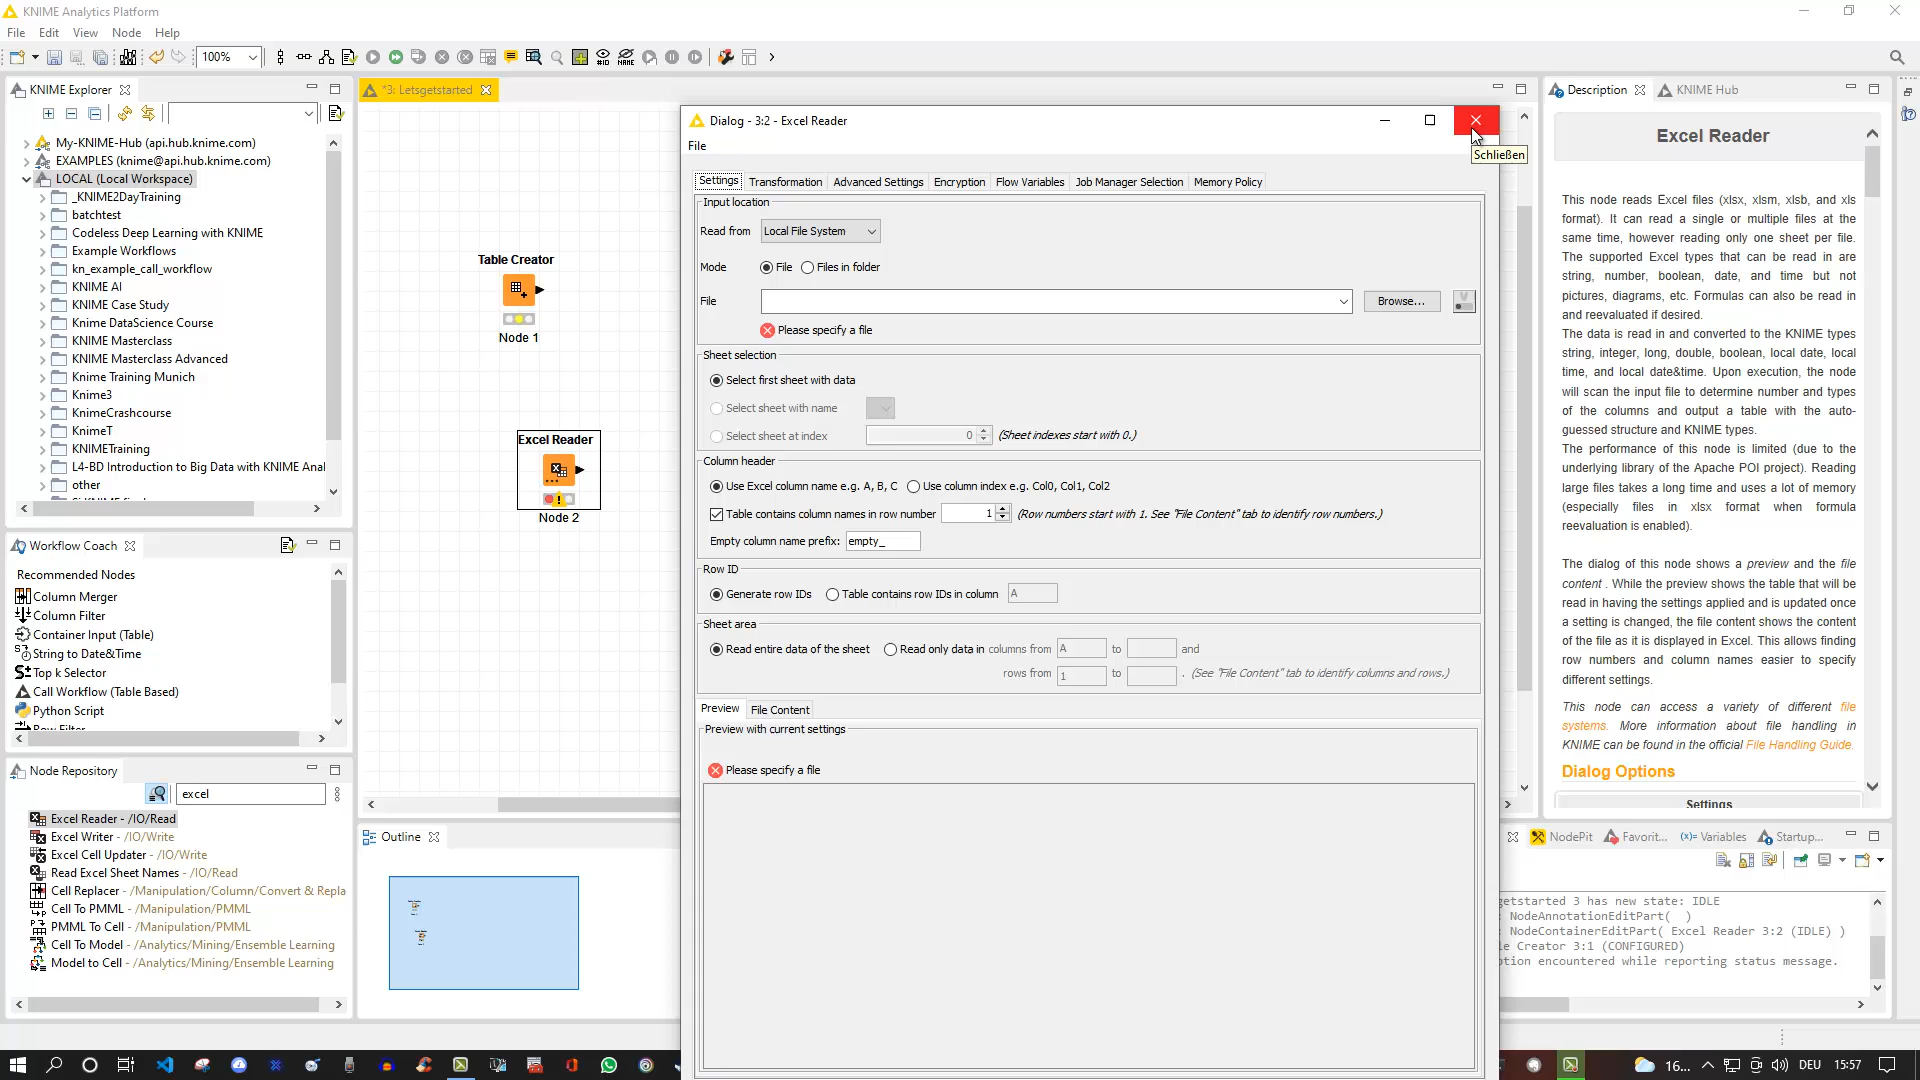 KNIME Analytics Platform
File Edit View Node Help
100%
KNIME Explorer
My-KNIME-Hub (api.hub.knime.com)
EXAMPLES (knime@api.hub.knime.com)
LOCAL (Local Workspace)
_KNIME2DayTraining
batchtest
Codeless Deep Learning with KNIME
Example Workflows
kn_example_call_workflow
KNIME AI
KNIME Case Study
Knime DataScience Course
KNIME Masterclass
KNIME Masterclass Advanced
Knime Training Munich
Knime3
KnimeCrashcourse
KnimeT
KNIMETraining
L4-BD Introduction to Big Data with KNIME Anal
other
Workflow Coach
Recommended Nodes
Column Merger
Column Filter
Container Input (Table)
String to Date&Time
Top k Selector
Call Workflow (Table Based)
Python Script
Row Filter
Node Repository
excel
Excel Reader - /IO/Read
Excel Writer - /IO/Write
Excel Cell Updater - /IO/Write
Read Excel Sheet Names - /IO/Read
Cell Replacer - /Manipulation/Column/Convert & Repla
Cell To PMML - /Manipulation/PMML
PMML To Cell - /Manipulation/PMML
Cell To Model - /Analytics/Mining/Ensemble Learning
Model to Cell - /Analytics/Mining/Ensemble Learning
*3: Letsgetstarted
Table Creator
Node 1
Excel Reader
Node 2
Outline
Dialog - 3:2 - Excel Reader
Schließen
File
Settings Transformation Advanced Settings Encryption Flow Variables Job Manager Selection Memory Policy
Input location
Read from Local File System
Mode File Files in folder
File Browse...
Please specify a file
Sheet selection
Select first sheet with data
Select sheet with name
Select sheet at index 0 (Sheet indexes start with 0.)
Column header
Use Excel column name e.g. A, B, C Use column index e.g. Col0, Col1, Col2
Table contains column names in row number 1 (Row numbers start with 1. See "File Content" tab to identify row numbers.)
Empty column name prefix: empty_
Row ID
Generate row IDs Table contains row IDs in column A
Sheet area
Read entire data of the sheet Read only data in columns from A to and
rows from 1 to . (See "File Content" tab to identify columns and rows.)
Preview File Content
Preview with current settings
Please specify a file
Description KNIME Hub
Excel Reader
This node reads Excel files (xlsx, xlsm, xlsb, and xls
format). It can read a single or multiple files at the
same time, however reading only one sheet per file.
The supported Excel types that can be read in are
string, number, boolean, date, and time but not
pictures, diagrams, etc. Formulas can also be read in
and reevaluated if desired.
The data is read in and converted to the KNIME types
string, integer, long, double, boolean, local date, local
time, and local date&time. Upon execution, the node
will scan the input file to determine number and types
of the columns and output a table with the auto-
guessed structure and KNIME types.
The performance of this node is limited (due to the
underlying library of the Apache POI project). Reading
large files takes a long time and uses a lot of memory
(especially files in xlsx format when formula
reevaluation is enabled).
The dialog of this node shows a preview and the file
content . While the preview shows the table that will be
read in having the settings applied and is updated once
a setting is changed, the file content shows the content
of the file as it is displayed in Excel. This allows finding
row numbers and column names easier to specify
different settings.
This node can access a variety of different file
systems. More information about file handling in
KNIME can be found in the official File Handling Guide.
Dialog Options
Settings
NodePit Favorit... (x)= Variables Startup...
getstarted 3 has new state: IDLE
: NodeAnnotationEditPart( )
: NodeContainerEditPart( Excel Reader 3:2 (IDLE) )
le Creator 3:1 (CONFIGURED)
ption encountered while reporting status message.
16... DEU 15:57